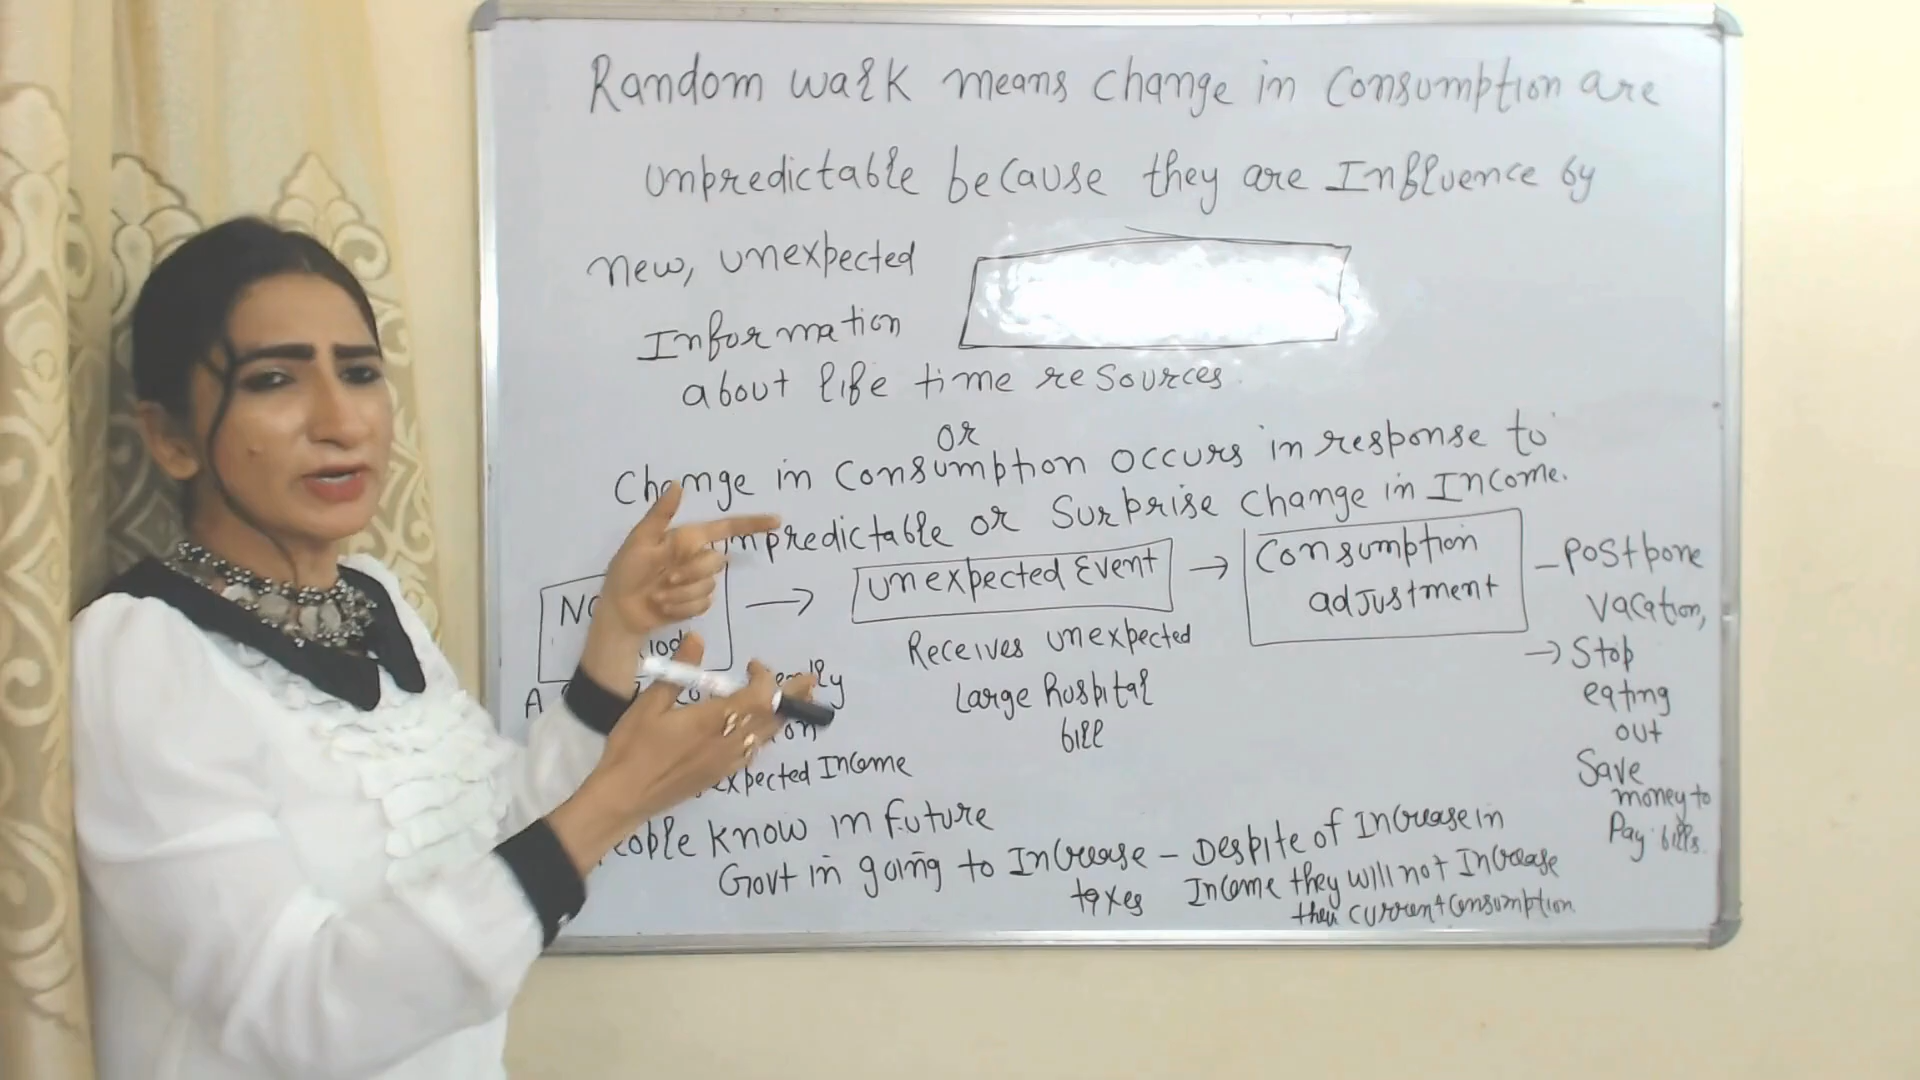 Random walk means change in Consumption are
unpredictable because they are Influence by
new, unexpected
Information
about life time resources.
or
Change in Consumption occurs in response to
unpredictable or Surprise change in Income.
unexpected Event
Receives unexpected
Large hospital
bill
Consumption
adjustment
- Postpone
vacation,
→ Stop
eating
out
Save
money to
Pay bills.
expected Income
People know in future
Govt in going to Increase
taxes
- Despite of Increase in
Income they will not Increase
their current Consumption